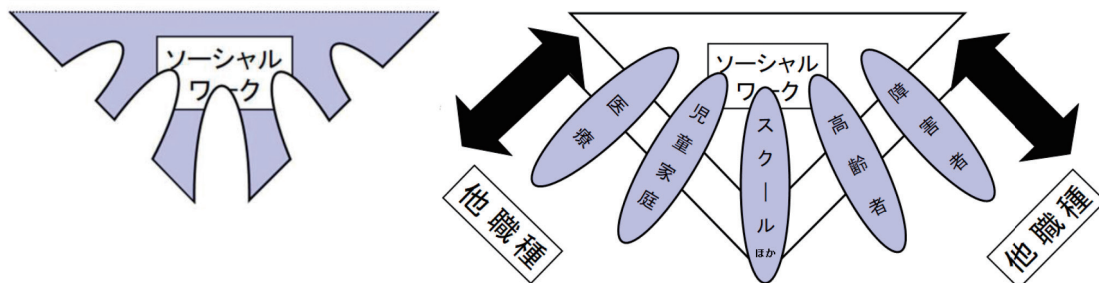 ソーシャル
ワーク
ソーシャル
ワーク
医療
児童家庭
スクール
ほか
高齢者
障害者
他職種
他職種